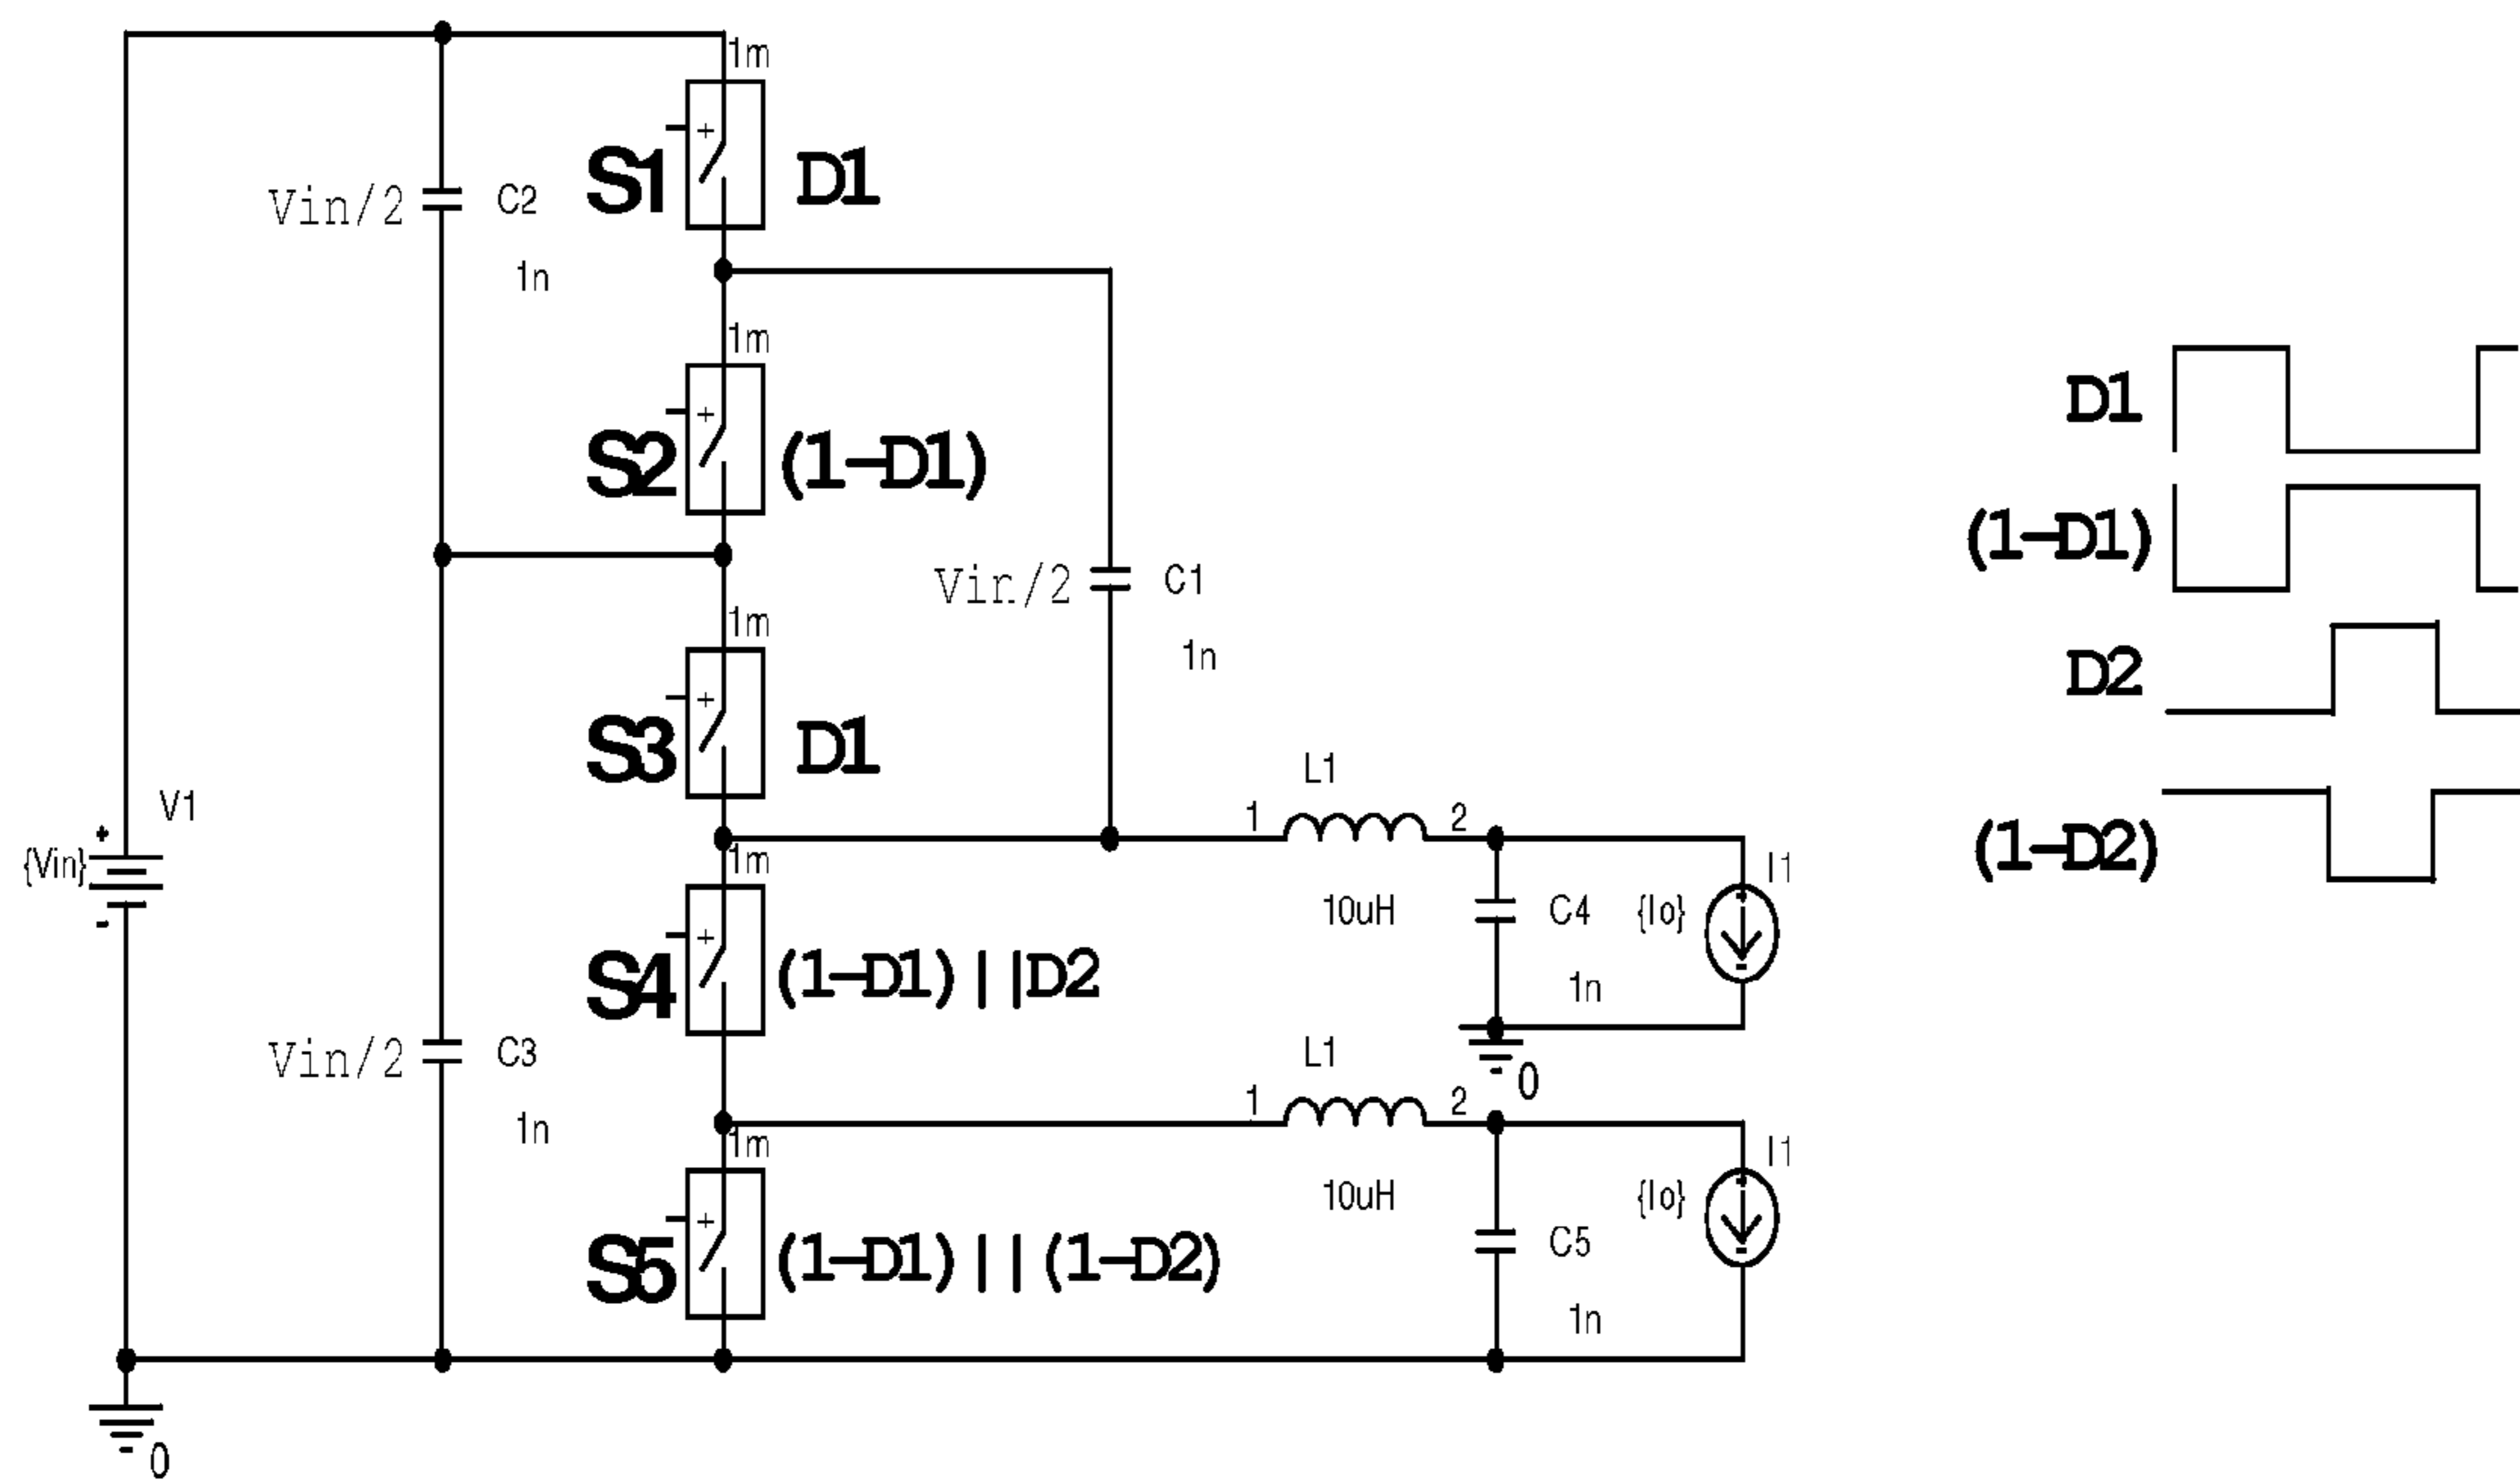 1m
S1
D1
Vin/2
C2
1n
1m
S2
(1-D1)
D1
(1-D1)
Vin/2
C1
1n
1m
S3
D1
D2
V1
{Vin}
+
-
L1
1
2
10uH
C4
1n
I1
{Io}
0
(1-D2)
1m
S4
(1-D1)||D2
Vin/2
C3
1n
L1
1
2
10uH
C5
1n
I1
{Io}
1m
S5
(1-D1)||(1-D2)
0